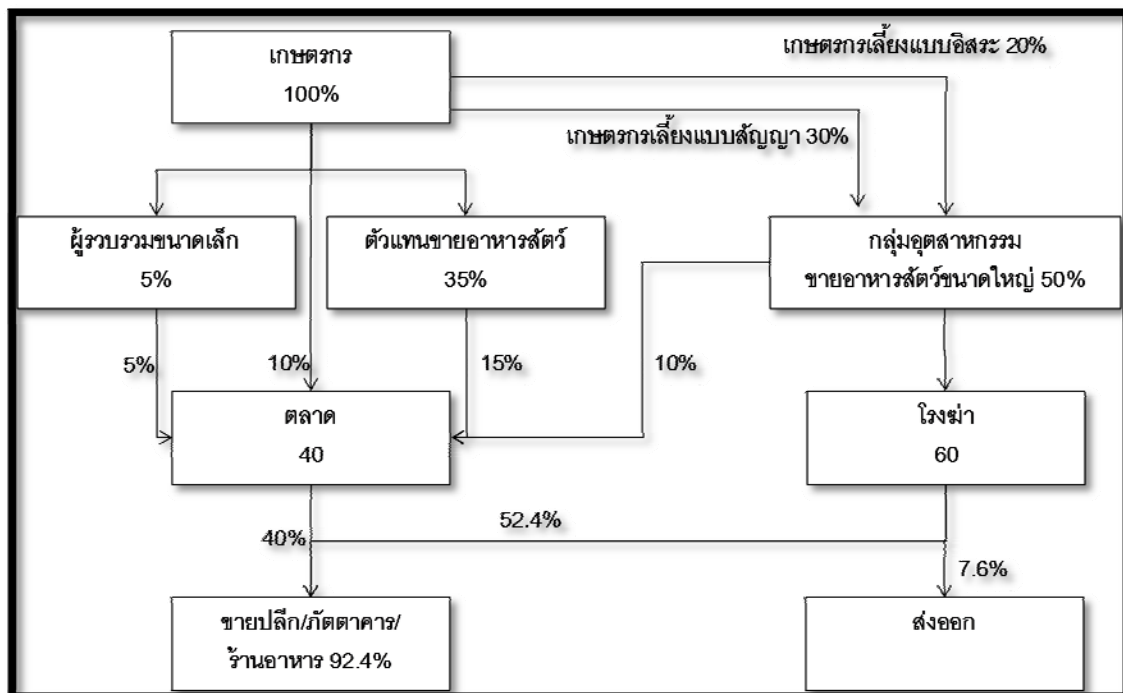 เกษตรกร
100%
เกษตรกรเลี้ยงแบบอิสระ 20%
เกษตรกรเลี้ยงแบบสัญญา 30%
ผู้รวบรวมขนาดเล็ก
5%
ตัวแทนขายอาหารสัตว์
35%
กลุ่มอุตสาหกรรม
ขายอาหารสัตว์ขนาดใหญ่ 50%
5%
10%
15%
10%
ตลาด
40
โรงฆ่า
60
52.4%
40%
7.6%
ขายปลีก/ภัตตาคาร/
ร้านอาหาร 92.4%
ส่งออก